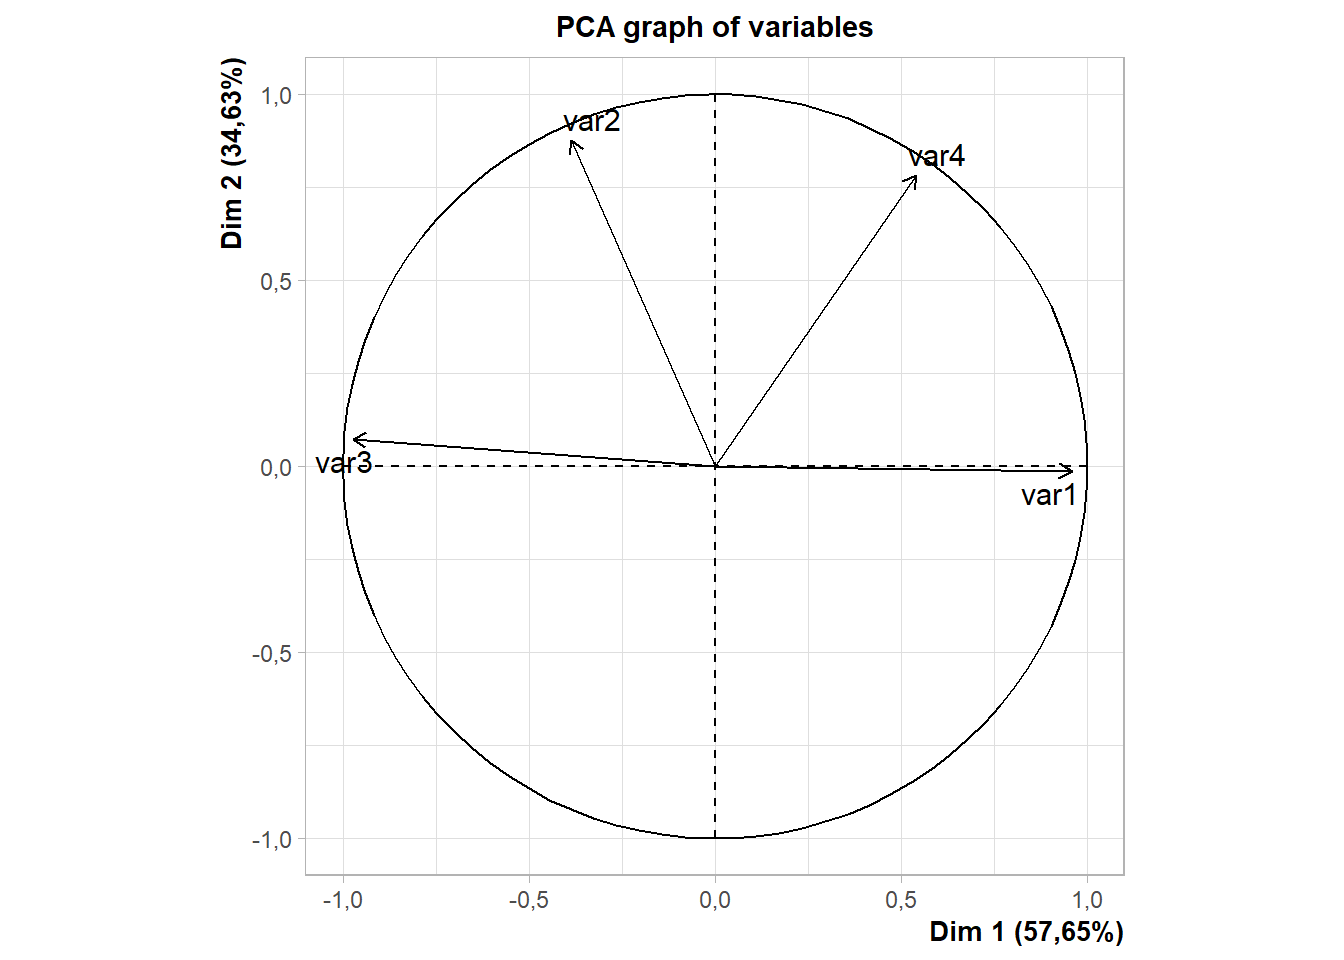 PCA graph of variables
Dim 2 (34,63%)
1,0
0,5
0,0
-0,5
-1,0
var2
var4
var3
var1
-1,0
-0,5
0,0
0,5
1,0
Dim 1 (57,65%)